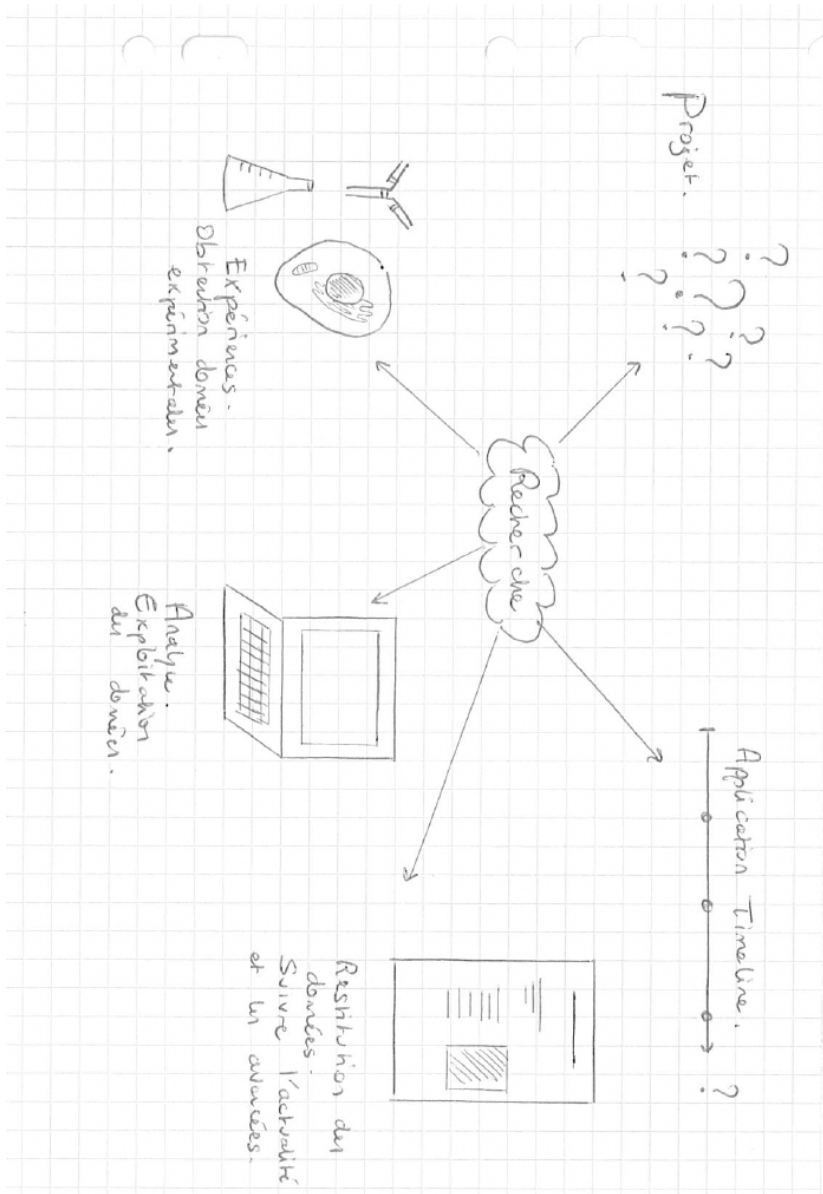 Projet.
? ? ? ? ? ? ? ?
Application Timeline.
?
Recherche
Expériences.
Obtention données
expérimentales.
Analyse.
Exploitation
des données.
Restitution des
données.
Suivre l'actualité
et les avancées.